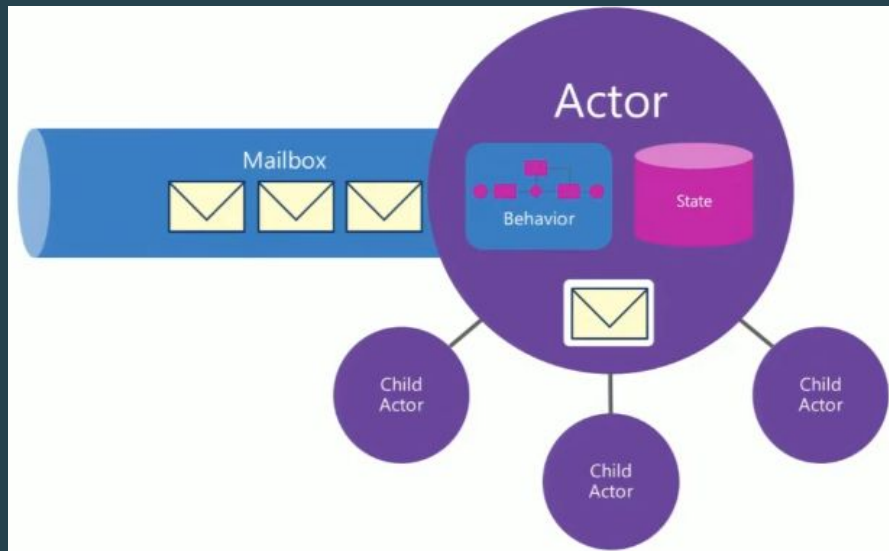 Actor
Mailbox
Behavior
State
Child
Actor
Child
Actor
Child
Actor